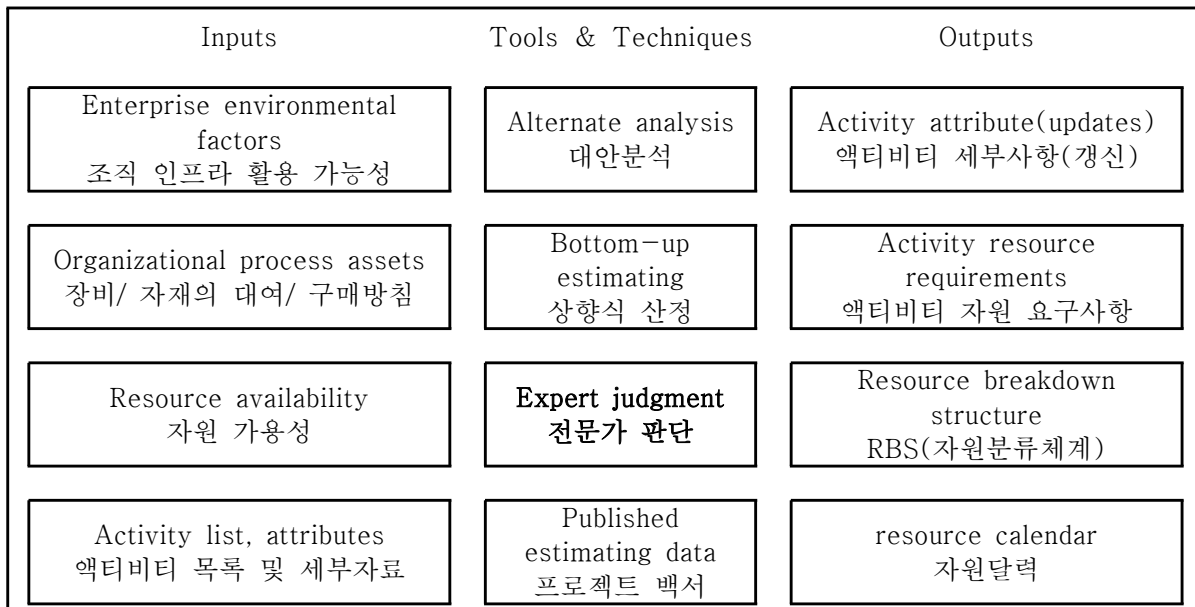 Inputs
Tools & Techniques
Outputs
Enterprise environmental
factors
조직 인프라 활용 가능성
Alternate analysis
대안분석
Activity attribute(updates)
액티비티 세부사항(갱신)
Organizational process assets
장비/ 자재의 대여/ 구매방침
Bottom-up
estimating
상향식 산정
Activity resource
requirements
액티비티 자원 요구사항
Resource availability
자원 가용성
Expert judgment
전문가 판단
Resource breakdown
structure
RBS(자원분류체계)
Activity list, attributes
액티비티 목록 및 세부자료
Published
estimating data
프로젝트 백서
resource calendar
자원달력